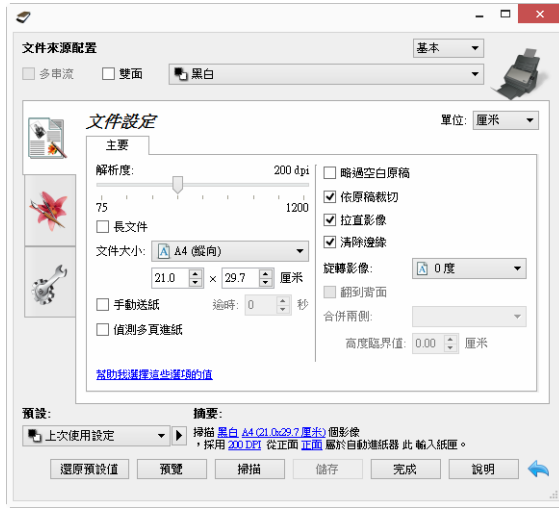 文件來源配置
基本
多串流
雙面
黑白
文件設定
單位: 厘米
主要
解析度: 200 dpi
75 1200
長文件
文件大小: A4 (縱向)
21.0 × 29.7 厘米
手動送紙 逾時: 0 秒
偵測多頁進紙
幫助我選擇這些選項的值
略過空白原稿
依原稿裁切
拉直影像
清除邊緣
旋轉影像: 0 度
翻到背面
合併兩側:
高度臨界值: 0.00 厘米
預設:
上次使用設定
摘要:
掃描 黑白 A4 (21.0x29.7 厘米) 個影像
，採用 200 DPI 從正面 正面 屬於自動進紙器 此 輸入紙匣。
還原預設值 預覽 掃描 儲存 完成 說明